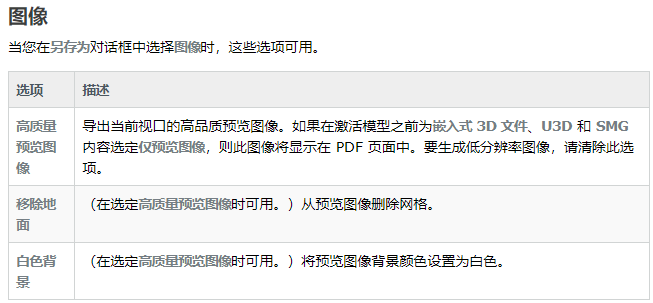 图像
当您在另存为对话框中选择图像时，这些选项可用。
选项 描述
高质量
预览图
像
导出当前视口的高品质预览图像。如果在激活模型之前为嵌入式 3D 文件、U3D 和 SMG
内容选定仅预览图像，则此图像将显示在 PDF 页面中。要生成低分辨率图像，请清除此选
项。
移除地
面
（在选定高质量预览图像时可用。）从预览图像删除网格。
白色背
景
（在选定高质量预览图像时可用。）将预览图像背景颜色设置为白色。